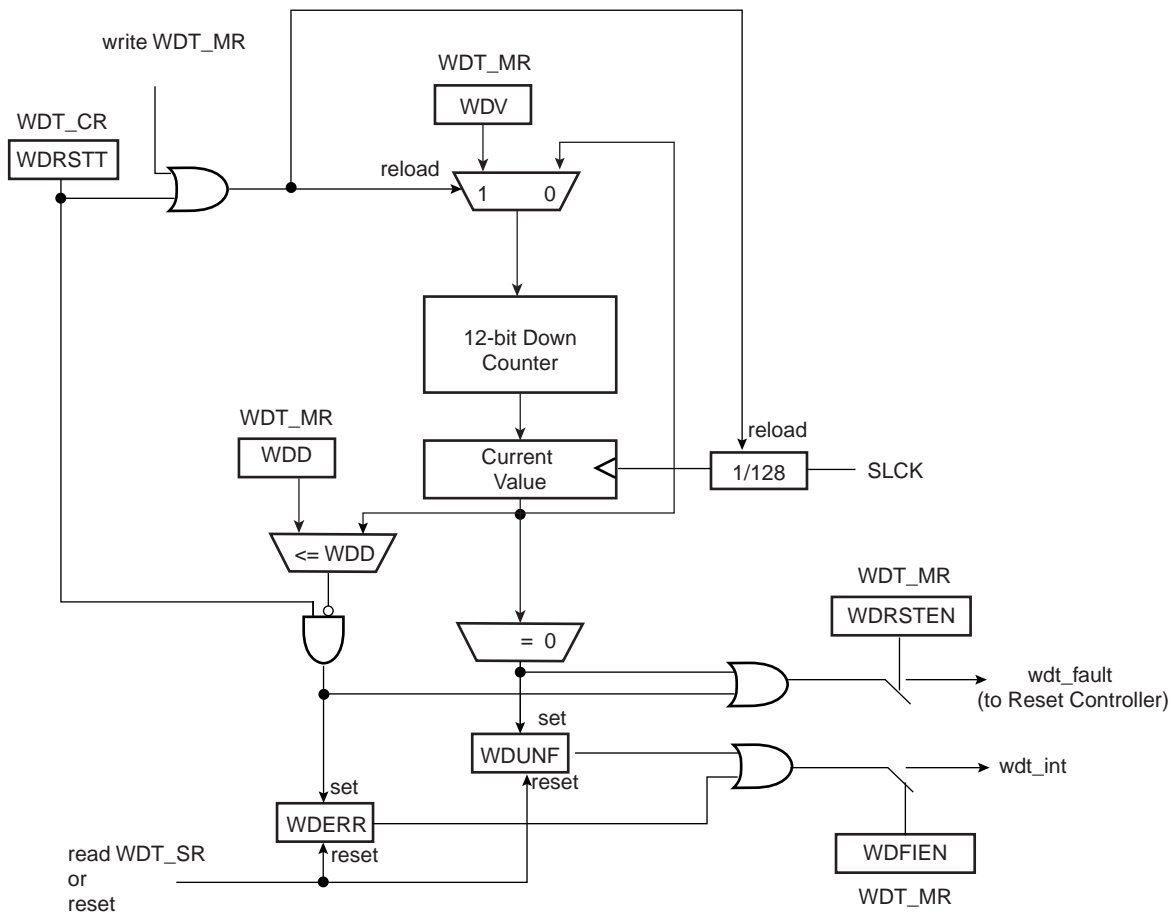 write WDT_MR
WDT_MR
WDV
WDT_CR
WDRSTT
reload
1 0
12-bit Down
Counter
WDT_MR
WDD
Current
Value
reload
1/128
SLCK
<= WDD
= 0
WDT_MR
WDRSTEN
wdt_fault
(to Reset Controller)
set
WDUNF
reset
wdt_int
set
WDERR
reset
WDFIEN
WDT_MR
read WDT_SR
or
reset